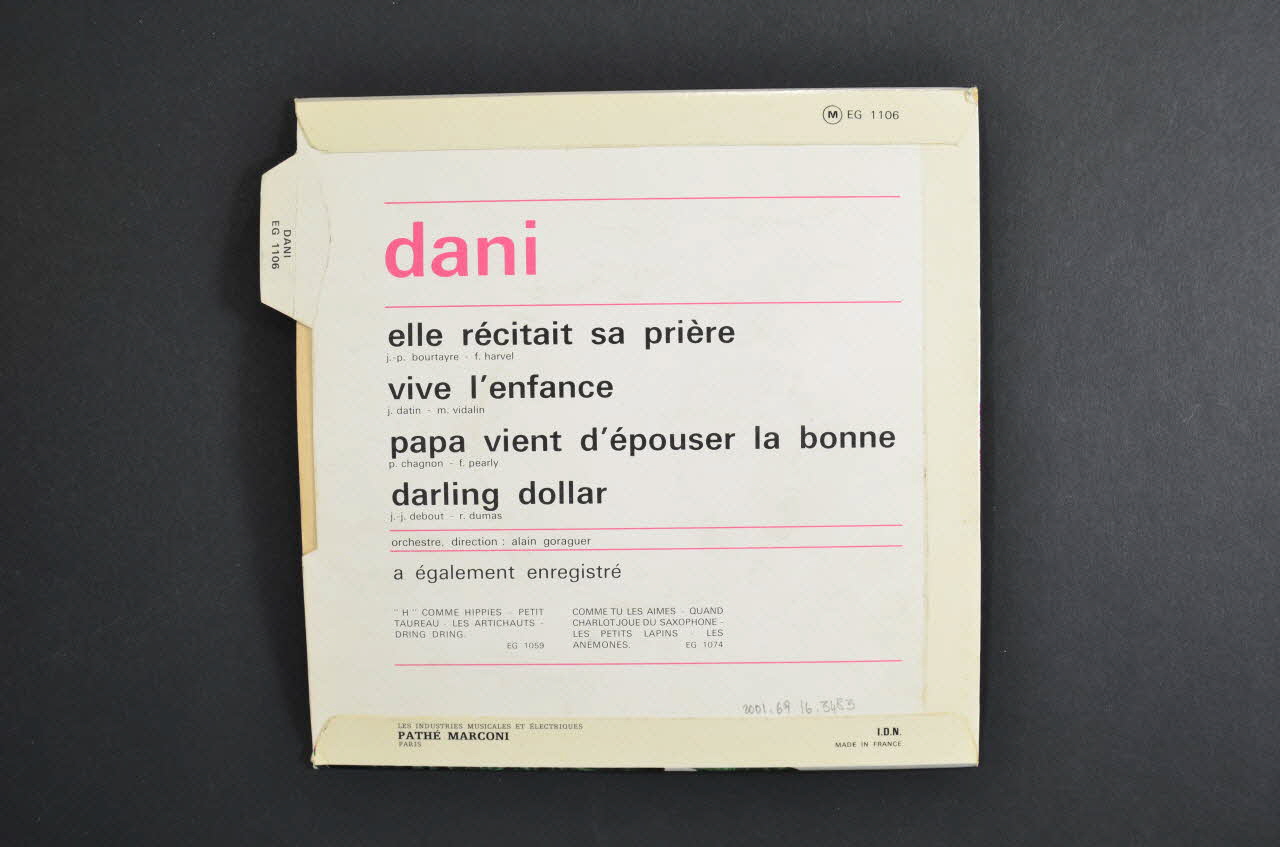 Ⓜ EG 1106
DANI
EG 1106
dani
elle récitait sa prière
j.-p. bourtayre - f. harvel
vive l'enfance
j. datin - m. vidalin
papa vient d'épouser la bonne
p. chagnon - f. pearly
darling dollar
j.-j. debout - r. dumas
orchestre, direction : alain goraguer
a également enregistré
" H " COMME HIPPIES - PETIT
TAUREAU - LES ARTICHAUTS -
DRING DRING.
EG 1059
COMME TU LES AIMES - QUAND
CHARLOT JOUE DU SAXOPHONE -
LES PETITS LAPINS - LES
ANÉMONES. EG 1074
2001.69.16.3483
LES INDUSTRIES MUSICALES ET ÉLECTRIQUES
PATHÉ MARCONI
PARIS
I.D.N.
MADE IN FRANCE